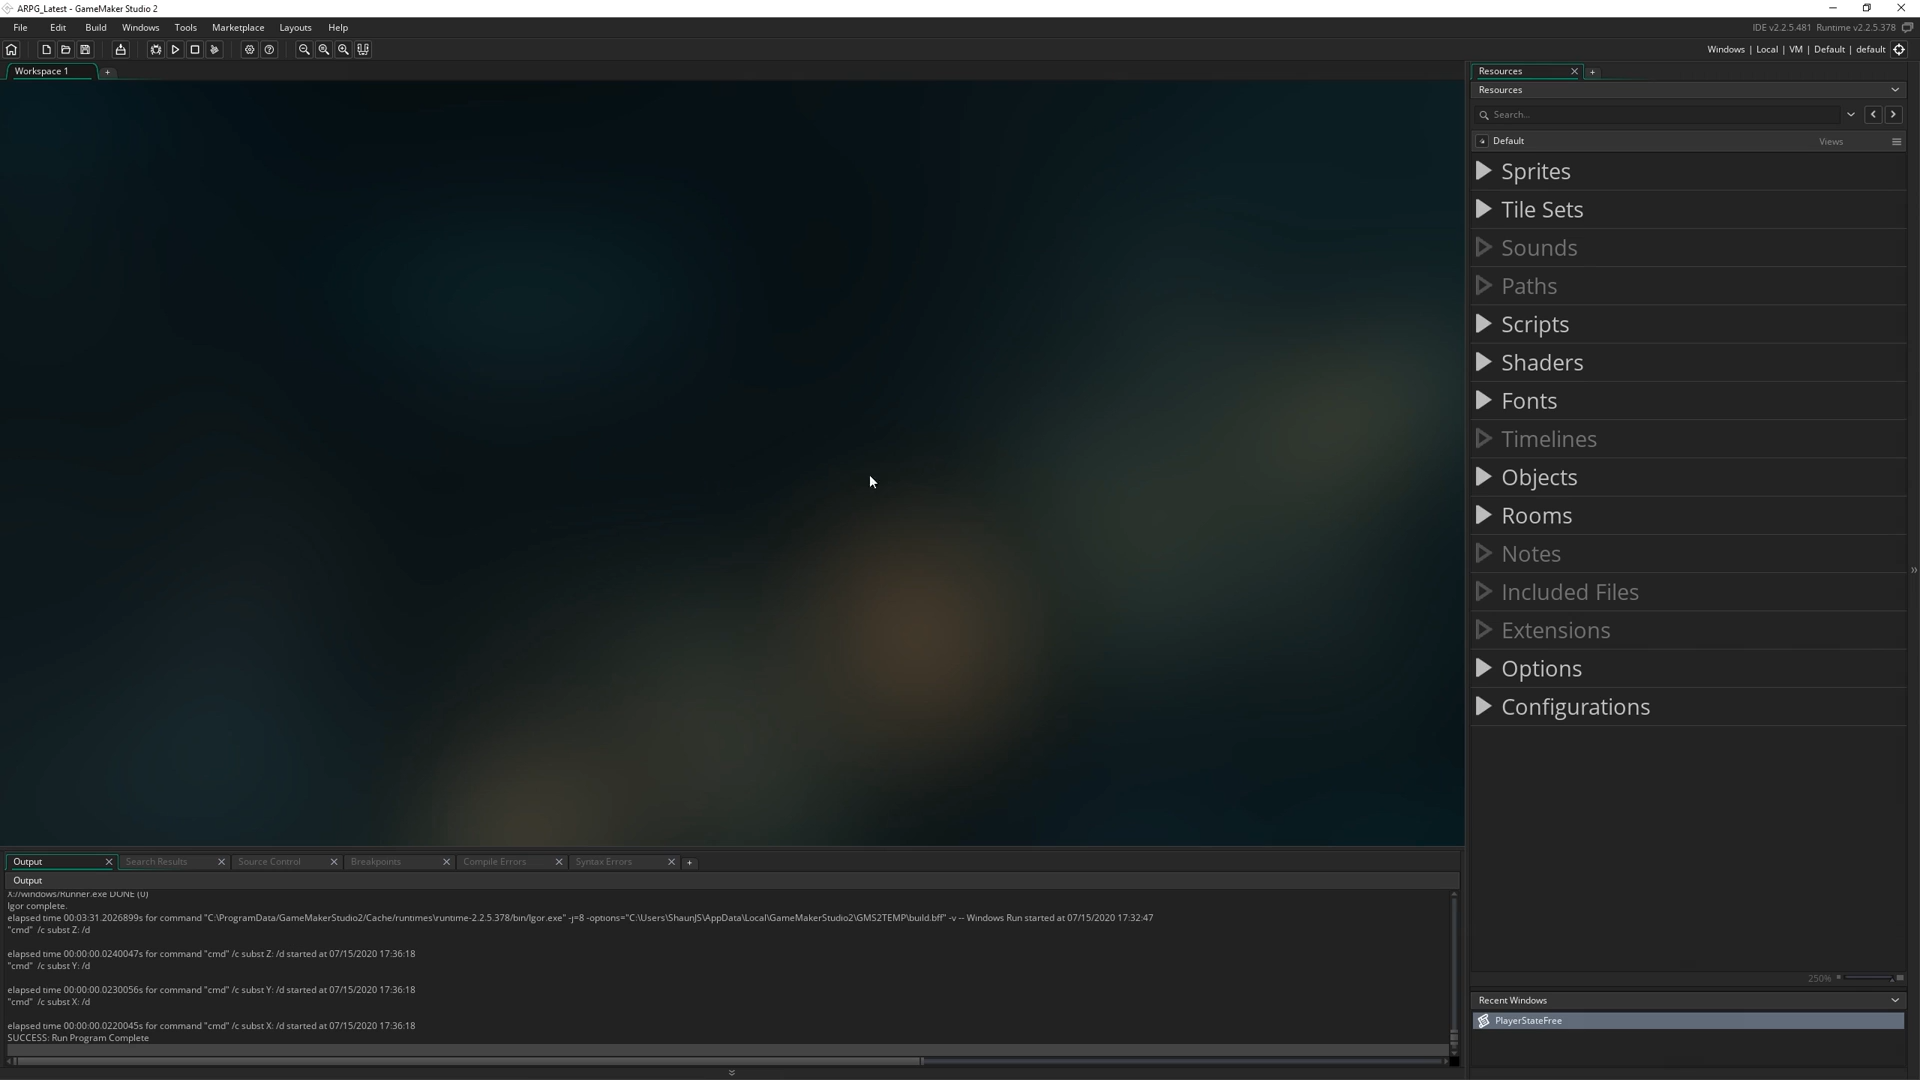 ARPG_Latest - GameMaker Studio 2
File Edit Build Windows Tools Marketplace Layouts Help
IDE v2.2.5.481 Runtime v2.2.5.378
Windows | Local | VM | Default | default
Workspace 1
Resources
Resources
Search...
Default Views
Sprites
Tile Sets
Sounds
Paths
Scripts
Shaders
Fonts
Timelines
Objects
Rooms
Notes
Included Files
Extensions
Options
Configurations
250%
Recent Windows
PlayerStateFree
Output Search Results Source Control Breakpoints Compile Errors Syntax Errors
Output
X://windows/Runner.exe DONE (0)
Igor complete.
elapsed time 00:03:31.2026899s for command "C:\ProgramData/GameMakerStudio2/Cache/runtimes\runtime-2.2.5.378/bin/Igor.exe" -j=8 -options="C:\Users\ShaunJS\AppData\Local\GameMakerStudio2\GMS2TEMP\build.bff" -v -- Windows Run started at 07/15/2020 17:32:47
"cmd" /c subst Z: /d
elapsed time 00:00:00.0240047s for command "cmd" /c subst Z: /d started at 07/15/2020 17:36:18
"cmd" /c subst Y: /d
elapsed time 00:00:00.0230056s for command "cmd" /c subst Y: /d started at 07/15/2020 17:36:18
"cmd" /c subst X: /d
elapsed time 00:00:00.0220045s for command "cmd" /c subst X: /d started at 07/15/2020 17:36:18
SUCCESS: Run Program Complete